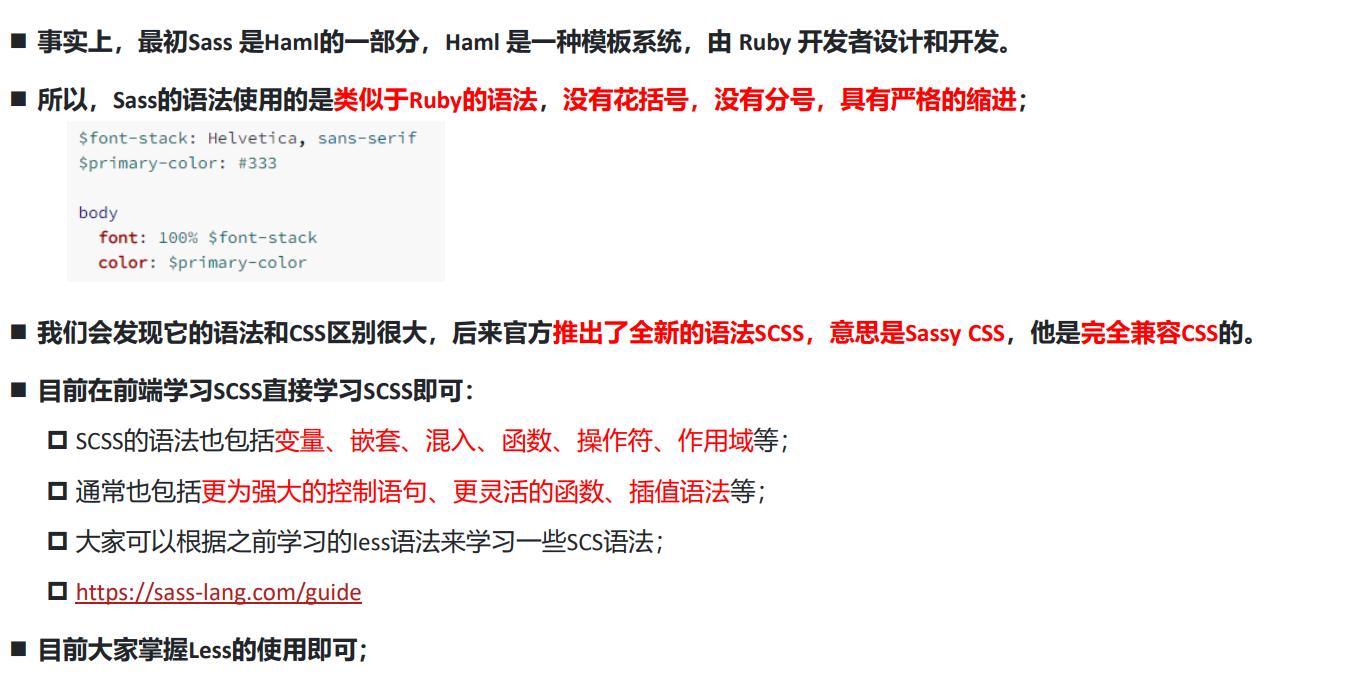 事实上，最初Sass 是Haml的一部分，Haml 是一种模板系统，由 Ruby 开发者设计和开发。
所以，Sass的语法使用的是类似于Ruby的语法，没有花括号，没有分号，具有严格的缩进；
$font-stack: Helvetica, sans-serif
$primary-color: #333
body
font: 100% $font-stack
color: $primary-color
我们会发现它的语法和CSS区别很大，后来官方推出了全新的语法SCSS，意思是Sassy CSS，他是完全兼容CSS的。
目前在前端学习SCSS直接学习SCSS即可：
SCSS的语法也包括变量、嵌套、混入、函数、操作符、作用域等；
通常也包括更为强大的控制语句、更灵活的函数、插值语法等；
大家可以根据之前学习的less语法来学习一些SCS语法；
https://sass-lang.com/guide
目前大家掌握Less的使用即可；